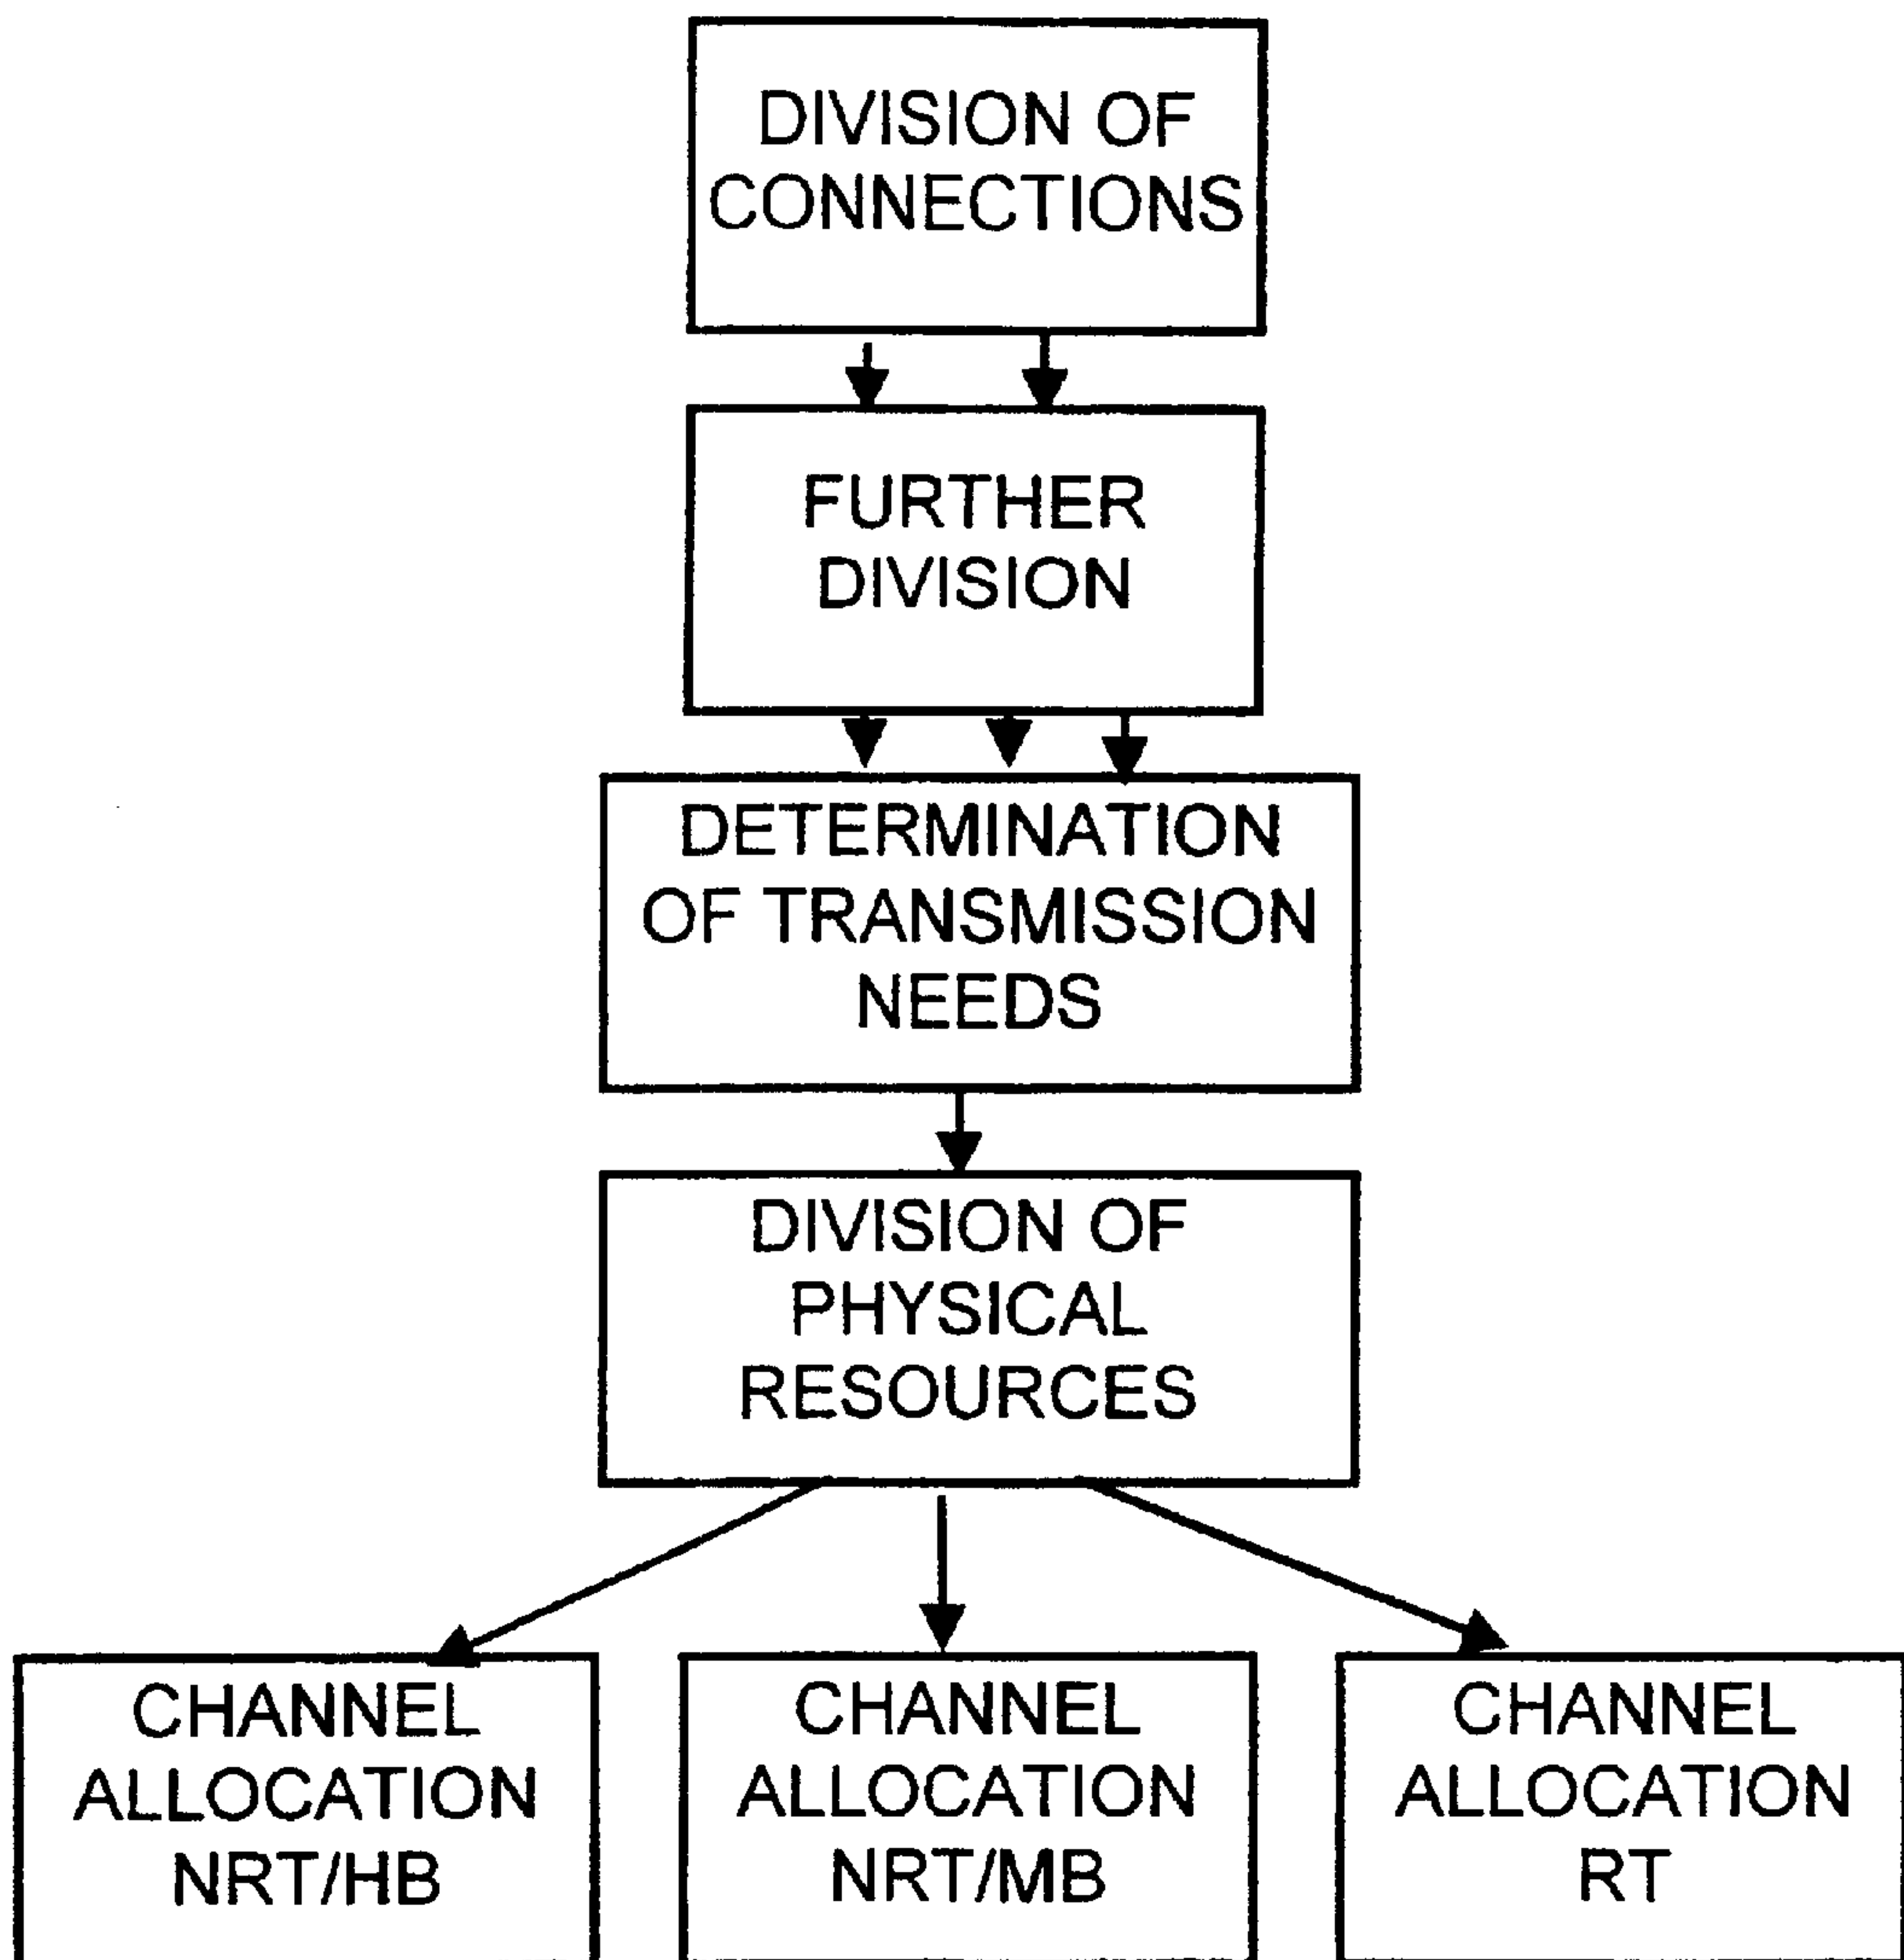 DIVISION OF
CONNECTIONS
FURTHER
DIVISION
DETERMINATION
OF TRANSMISSION
NEEDS
DIVISION OF
PHYSICAL
RESOURCES
CHANNEL
ALLOCATION
NRT/HB
CHANNEL
ALLOCATION
NRT/MB
CHANNEL
ALLOCATION
RT